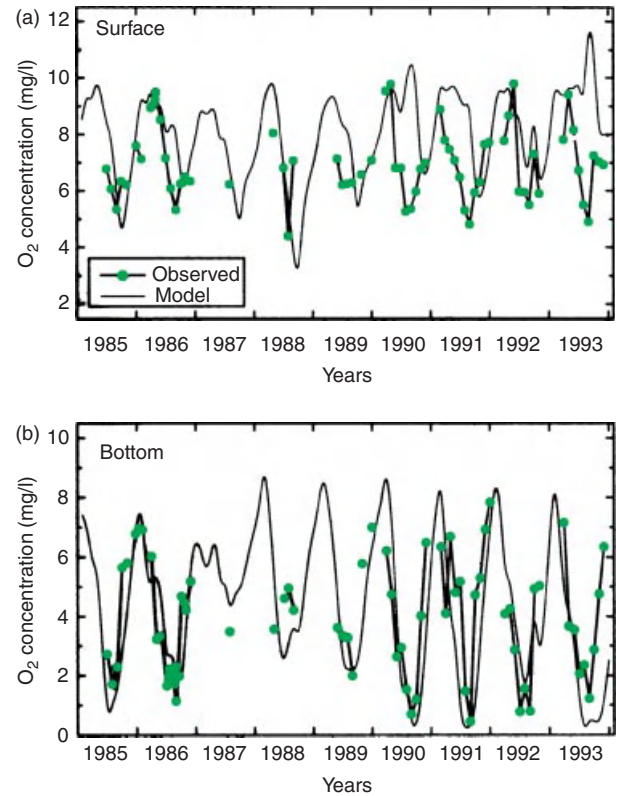 (a)
Surface
12
10
8
6
4
2
O₂ concentration (mg/l)
Observed
Model
1985 1986 1987 1988 1989 1990 1991 1992 1993
Years
(b)
Bottom
10
8
6
4
2
0
O₂ concentration (mg/l)
1985 1986 1987 1988 1989 1990 1991 1992 1993
Years